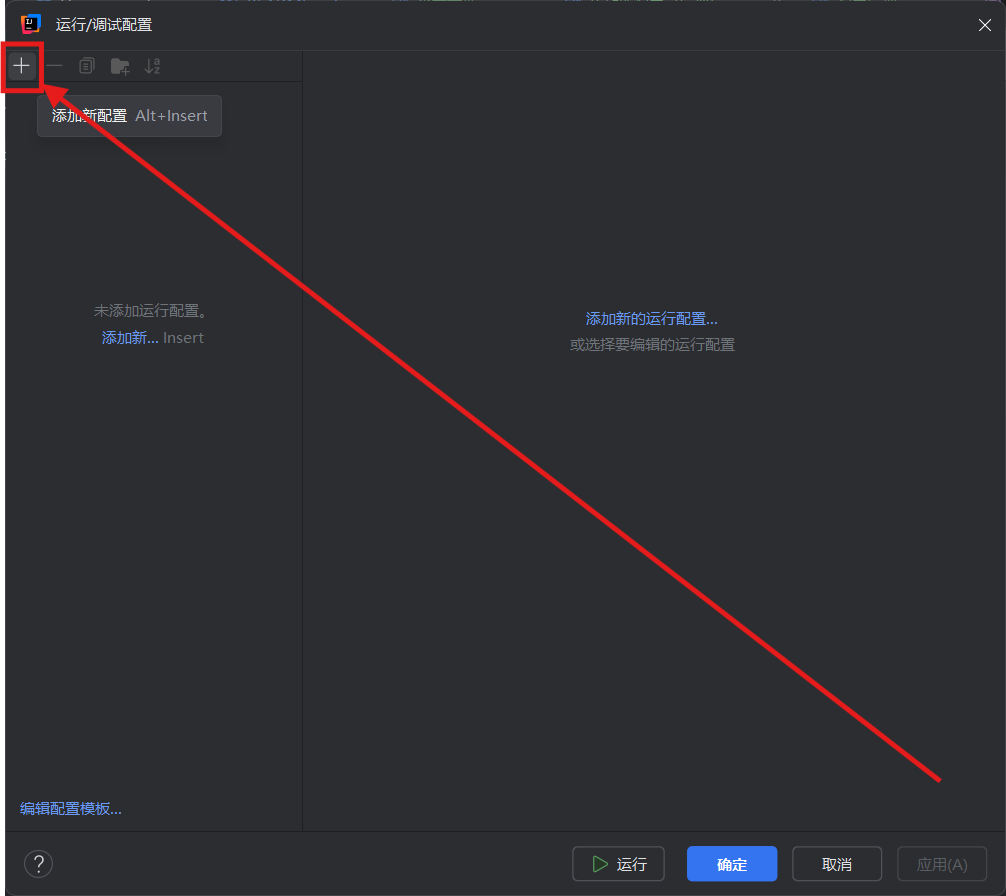 运行/调试配置
添加新配置 Alt+Insert
未添加运行配置。
添加新... Insert
添加新的运行配置...
或选择要编辑的运行配置
编辑配置模板...
?
运行
确定
取消
应用(A)